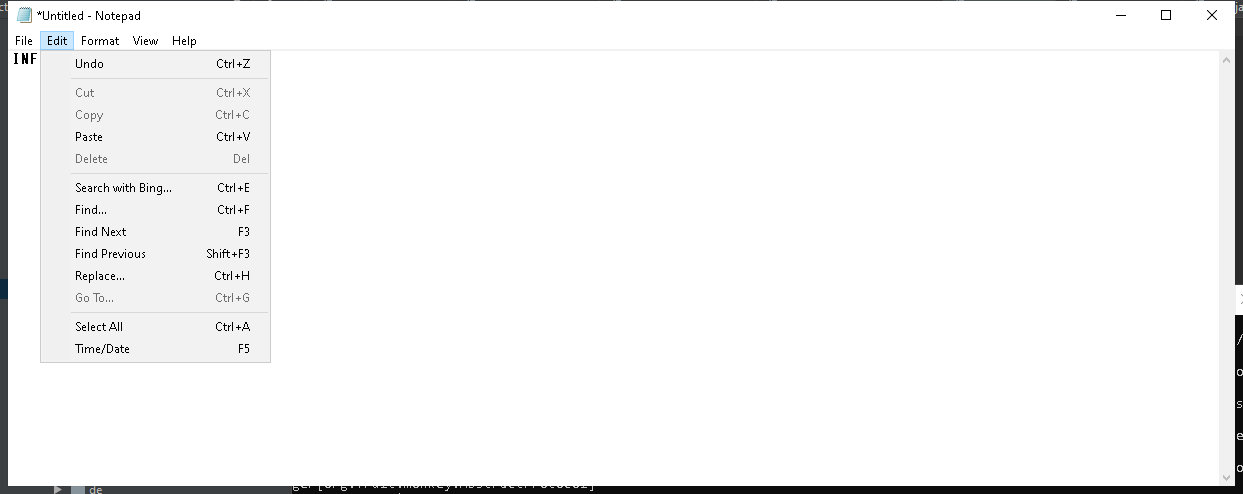 *Untitled - Notepad
File Edit Format View Help
INF
Undo Ctrl+Z
Cut Ctrl+X
Copy Ctrl+C
Paste Ctrl+V
Delete Del
Search with Bing... Ctrl+E
Find... Ctrl+F
Find Next F3
Find Previous Shift+F3
Replace... Ctrl+H
Go To... Ctrl+G
Select All Ctrl+A
Time/Date F5
de